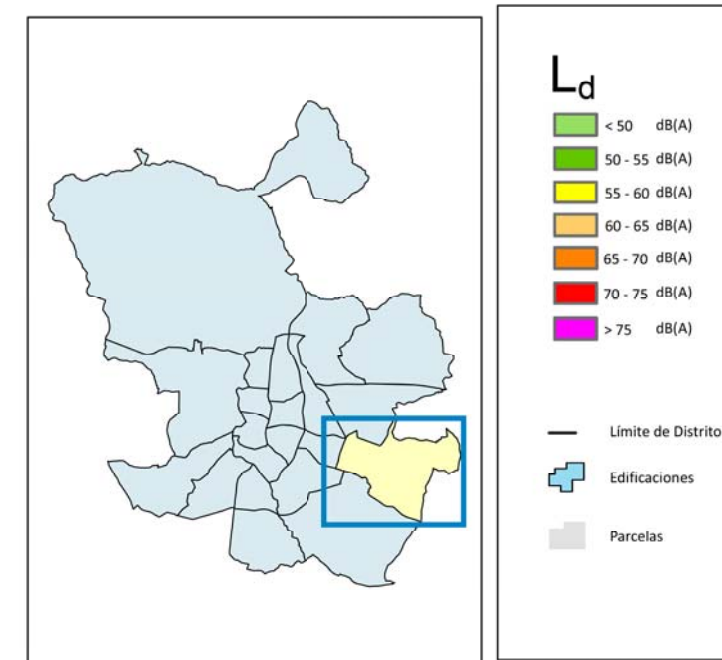 Ld
< 50 dB(A)
50 - 55 dB(A)
55 - 60 dB(A)
60 - 65 dB(A)
65 - 70 dB(A)
70 - 75 dB(A)
> 75 dB(A)
Límite de Distrito
Edificaciones
Parcelas